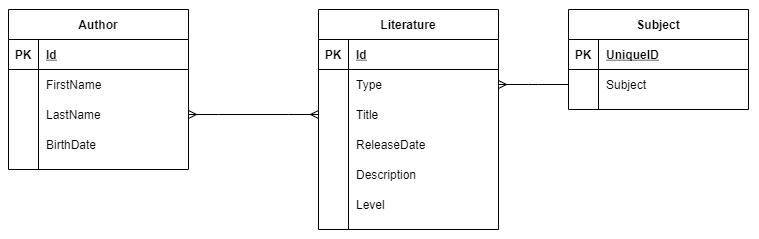 Author
PK Id
FirstName
LastName
BirthDate
Literature
PK Id
Type
Title
ReleaseDate
Description
Level
Subject
PK UniqueID
Subject